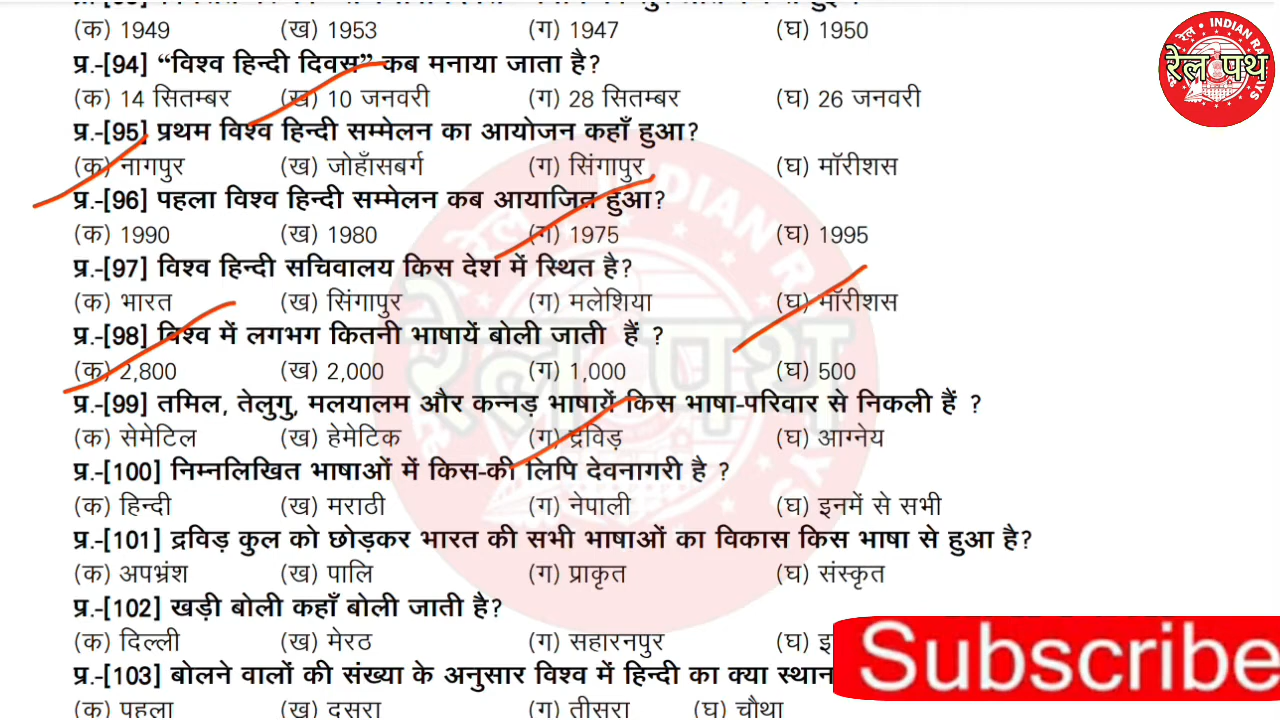 (क) 1949 (ख) 1953 (ग) 1947 (घ) 1950
प्र.-[94] “विश्व हिन्दी दिवस” कब मनाया जाता है?
(क) 14 सितम्बर (ख) 10 जनवरी (ग) 28 सितम्बर (घ) 26 जनवरी
प्र.-[95] प्रथम विश्व हिन्दी सम्मेलन का आयोजन कहाँ हुआ?
(क) नागपुर (ख) जोहाँसबर्ग (ग) सिंगापुर (घ) मॉरीशस
प्र.-[96] पहला विश्व हिन्दी सम्मेलन कब आयाजित हुआ?
(क) 1990 (ख) 1980 (ग) 1975 (घ) 1995
प्र.-[97] विश्व हिन्दी सचिवालय किस देश में स्थित है?
(क) भारत (ख) सिंगापुर (ग) मलेशिया (घ) मॉरीशस
प्र.-[98] विश्व में लगभग कितनी भाषायें बोली जाती हैं ?
(क) 2,800 (ख) 2,000 (ग) 1,000 (घ) 500
प्र.-[99] तमिल, तेलुगु, मलयालम और कन्नड़ भाषायें किस भाषा-परिवार से निकली हैं ?
(क) सेमेटिल (ख) हेमेटिक (ग) द्रविड़ (घ) आग्नेय
प्र.-[100] निम्नलिखित भाषाओं में किस-की लिपि देवनागरी है ?
(क) हिन्दी (ख) मराठी (ग) नेपाली (घ) इनमें से सभी
प्र.-[101] द्रविड़ कुल को छोड़कर भारत की सभी भाषाओं का विकास किस भाषा से हुआ है?
(क) अपभ्रंश (ख) पालि (ग) प्राकृत (घ) संस्कृत
प्र.-[102] खड़ी बोली कहाँ बोली जाती है?
(क) दिल्ली (ख) मेरठ (ग) सहारनपुर (घ)
प्र.-[103] बोलने वालों की संख्या के अनुसार विश्व में हिन्दी का क्या स्थान
(क) पहला (ख) दूसरा (ग) तीसरा (घ) चौथा
INDIAN RAILWAYS
रेल पथ
Subscribe